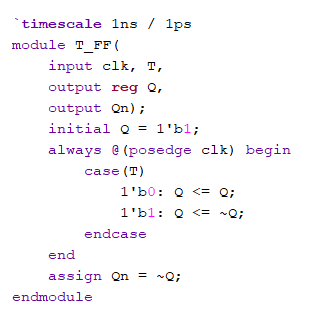 `timescale 1ns / 1ps
module T_FF(
    input clk, T,
    output reg Q,
    output Qn);
    initial Q = 1'b1;
    always @(posedge clk) begin
        case(T)
            1'b0: Q <= Q;
            1'b1: Q <= ~Q;
        endcase
    end
    assign Qn = ~Q;
endmodule